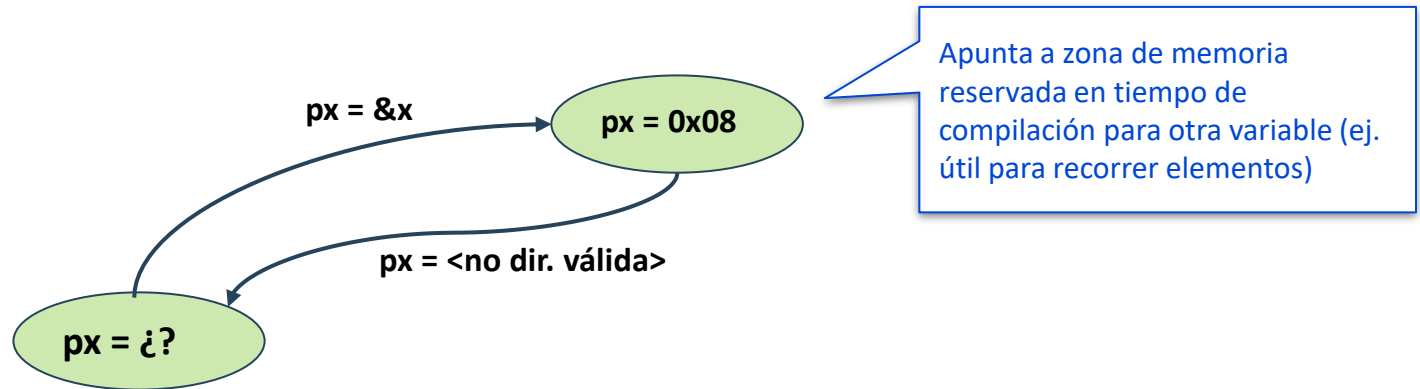 px = &x
px = 0x08
Apunta a zona de memoria
reservada en tiempo de
compilación para otra variable (ej.
útil para recorrer elementos)
px = <no dir. válida>
px = ¿?